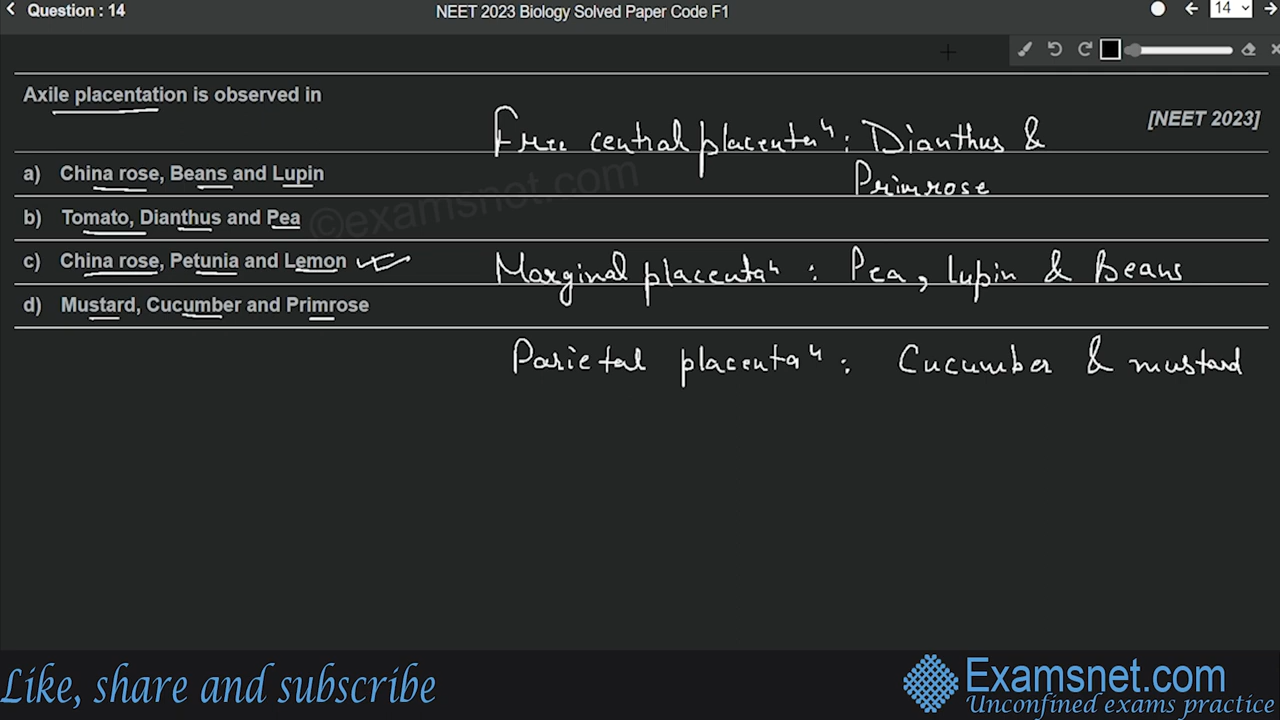 Question : 14
NEET 2023 Biology Solved Paper Code F1
14
Axile placentation is observed in
[NEET 2023]
Free central placentaⁿ : Dianthus &
Primrose
a) China rose, Beans and Lupin
b) Tomato, Dianthus and Pea
©examsnet.com
c) China rose, Petunia and Lemon
Marginal placentaⁿ : Pea, lupin & Beans
d) Mustard, Cucumber and Primrose
Parietal placentaⁿ : Cucumber & mustard
Like, share and subscribe
Examsnet.com
Unconfined exams practice